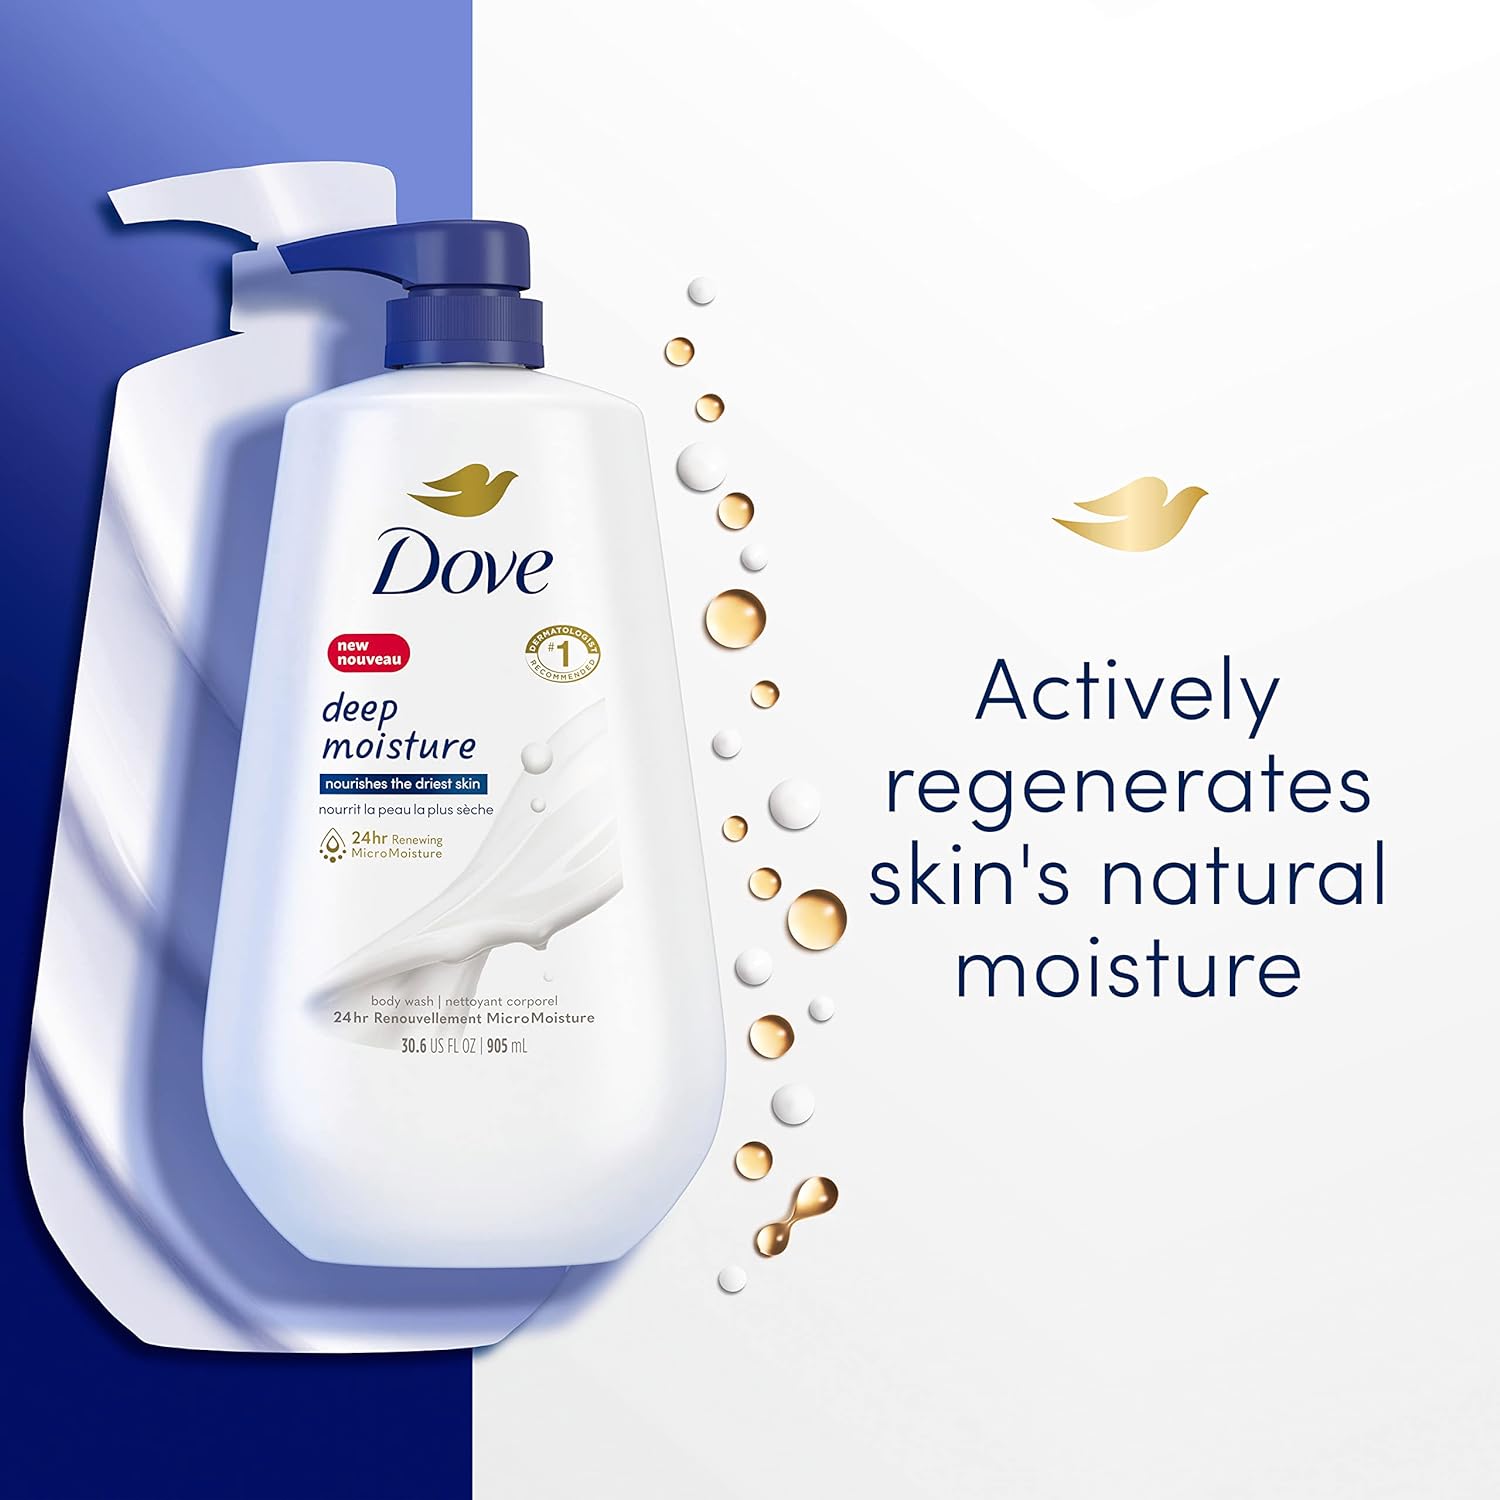 Dove
new
nouveau
DERMATOLOGIST
#1
RECOMMENDED
deep
moisture
nourishes the driest skin
nourrit la peau la plus sèche
24hr Renewing
MicroMoisture
body wash | nettoyant corporel
24hr Renouvellement MicroMoisture
30.6 US FL OZ | 905 mL
Actively
regenerates
skin's natural
moisture